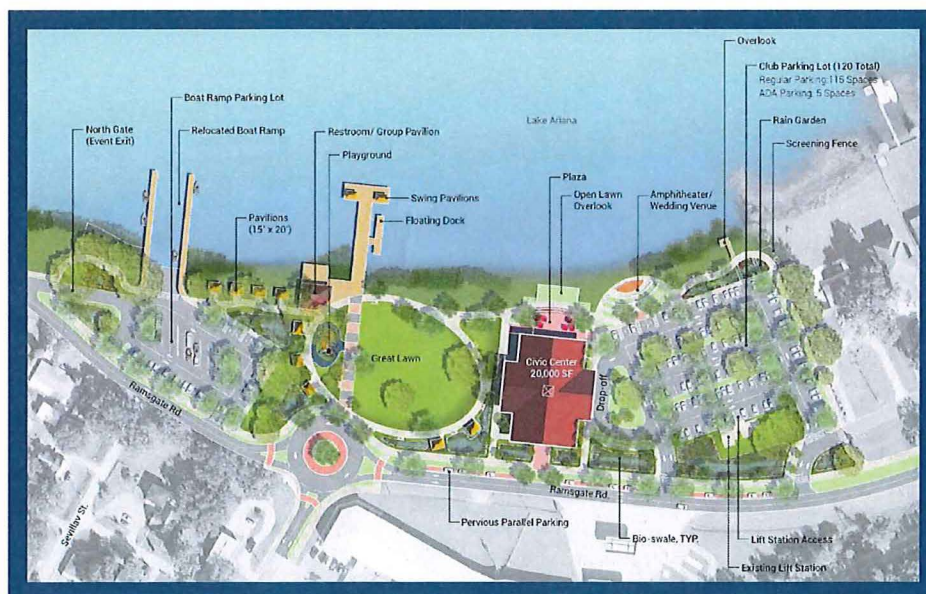 Overlook
Club Parking Lot (120 Total)
Regular Parking: 115 Spaces
ADA Parking: 5 Spaces
Boat Ramp Parking Lot
Lake Ariana
Rain Garden
North Gate
(Event Exit)
Relocated Boat Ramp
Restroom/ Group Pavilion
Screening Fence
Playground
Plaza
Swing Pavilions
Open Lawn
Overlook
Amphitheater/
Wedding Venue
Pavilions
(15' x 20')
Floating Dock
Great Lawn
Civic Center
20,000 SF
Drop-off
Ramsgate Rd.
Ramsgate Rd.
Pervious Parallel Parking
Bio-swale, TYP.
Lift Station Access
Existing Lift Station